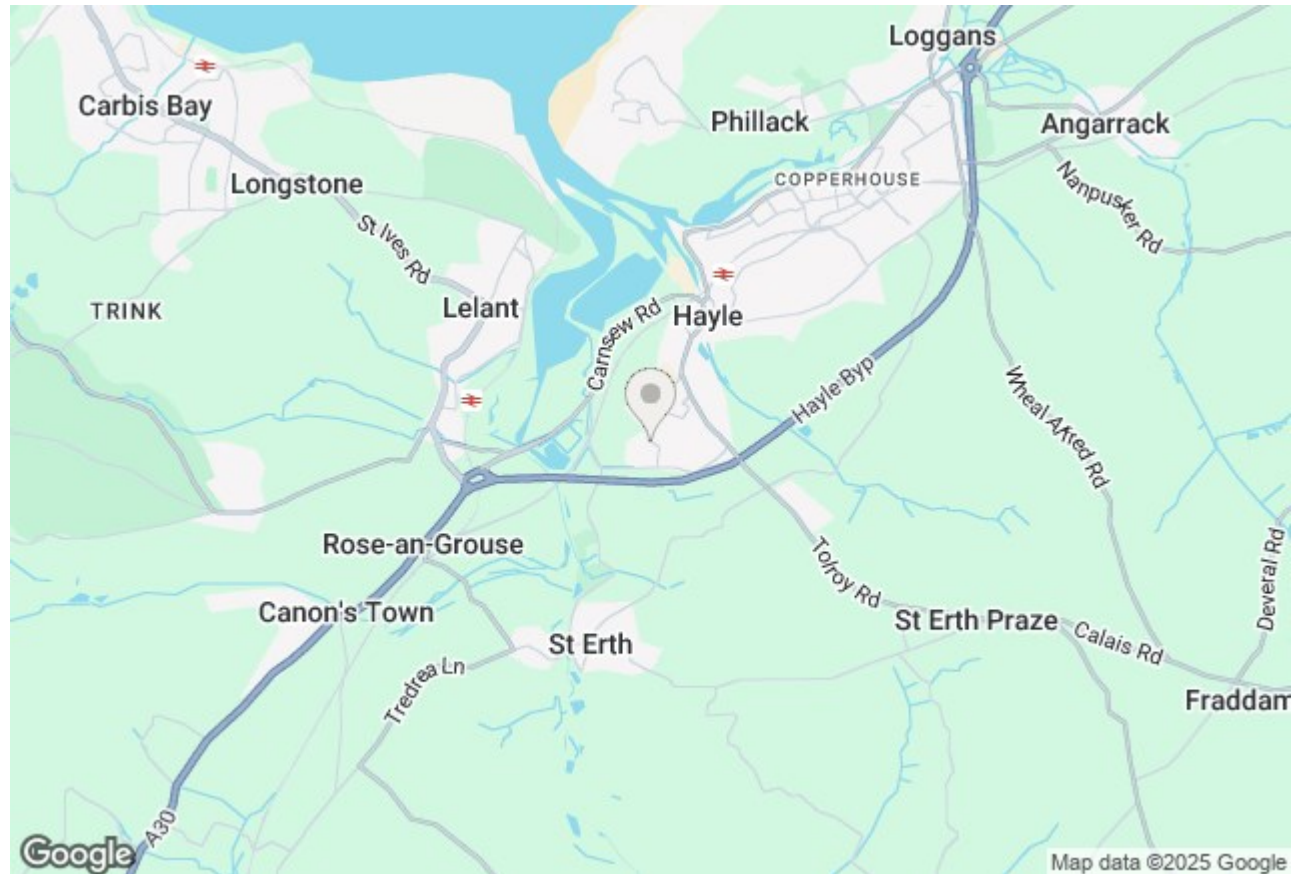 Loggans
Carbis Bay
Phillack
Angarrack
Longstone
COPPERHOUSE
Nanpusker Rd
St Ives Rd
TRINK
Lelant
Hayle
Carnsew Rd
Hayle Byp
Wheal Alfred Rd
Rose-an-Grouse
Tolroy Rd
Deveral Rd
Canon's Town
St Erth Praze
St Erth
Calais Rd
Tredrea Ln
Fraddam
A30
Google
Map data ©2025 Google